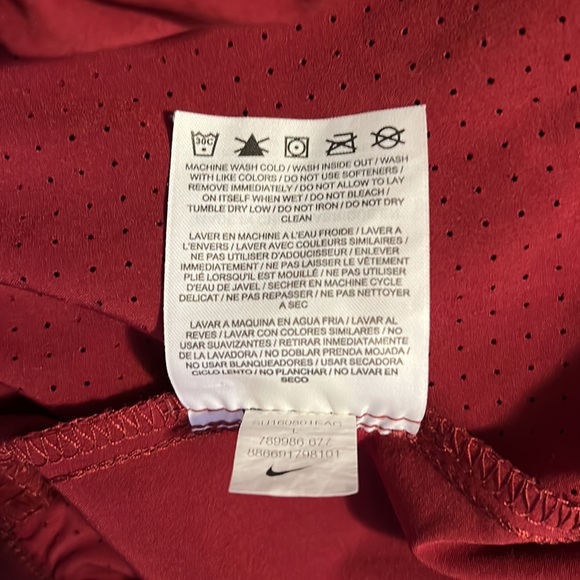 30C
MACHINE WASH COLD / WASH INSIDE OUT / WASH
WITH LIKE COLORS / DO NOT USE SOFTENERS /
REMOVE IMMEDIATELY / DO NOT ALLOW TO LAY
ON ITSELF WHEN WET / DO NOT BLEACH /
TUMBLE DRY LOW / DO NOT IRON / DO NOT DRY
CLEAN
LAVER EN MACHINE A L'EAU FROIDE / LAVER A
L'ENVERS / LAVER AVEC COULEURS SIMILAIRES /
NE PAS UTILISER D'ADOUCISSEUR / ENLEVER
IMMEDIATEMENT / NE PAS LAISSER LE VÊTEMENT
PLIÉ LORSQU'IL EST MOUILLÉ / NE PAS UTILISER
D'EAU DE JAVEL / SECHER EN MACHINE CYCLE
DELICAT / NE PAS REPASSER / NE PAS NETTOYER
A SEC
LAVAR A MAQUINA EN AGUA FRIA / LAVAR AL
REVES / LAVAR CON COLORES SIMILARES / NO
USAR SUAVIZANTES / RETIRAR INMEDIATAMENTE
DE LA LAVADORA / NO DOBLAR PRENDA MOJADA /
NO USAR BLANQUEADORES / USAR SECADORA
CICLO LENTO / NO PLANCHAR / NO LAVAR EN
SECO
L
789986 677
886691798101